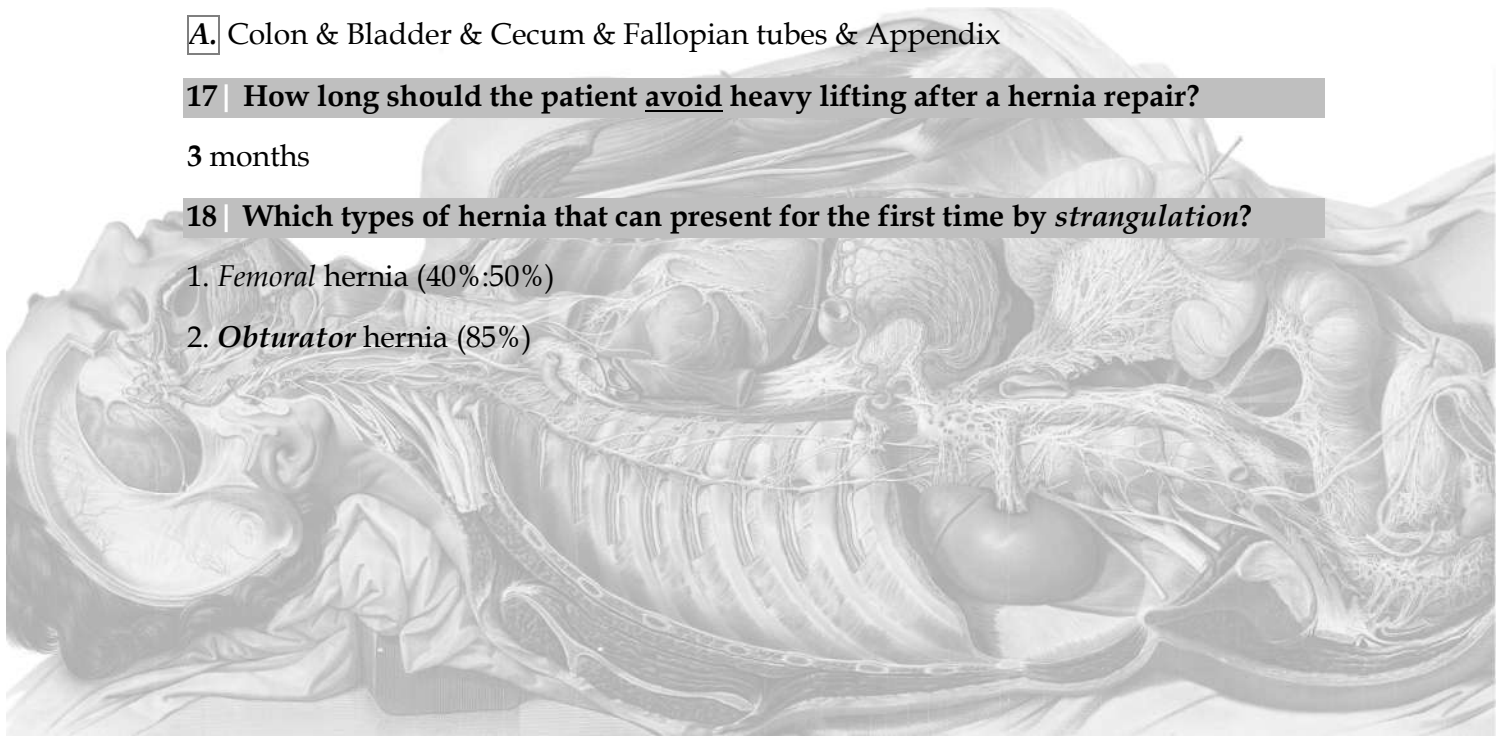 A. Colon & Bladder & Cecum & Fallopian tubes & Appendix
17| How long should the patient avoid heavy lifting after a hernia repair?
3 months
18| Which types of hernia that can present for the first time by strangulation?
1. Femoral hernia (40%:50%)
2. Obturator hernia (85%)